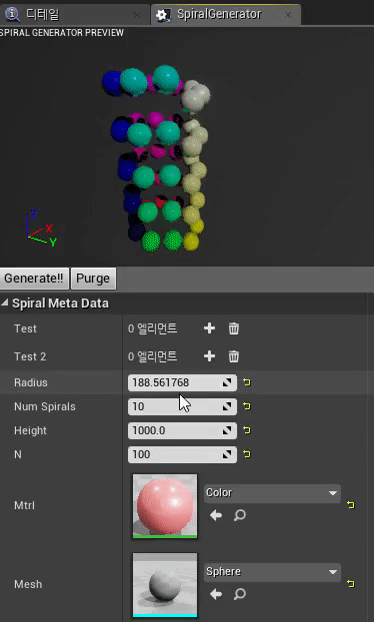 디테일
SpiralGenerator
SPIRAL GENERATOR PREVIEW
Z
X
Y
Generate!!
Purge
Spiral Meta Data
Test
0 엘리먼트
Test 2
0 엘리먼트
Radius
188.561768
Num Spirals
10
Height
1000.0
N
100
Mtrl
Color
Mesh
Sphere